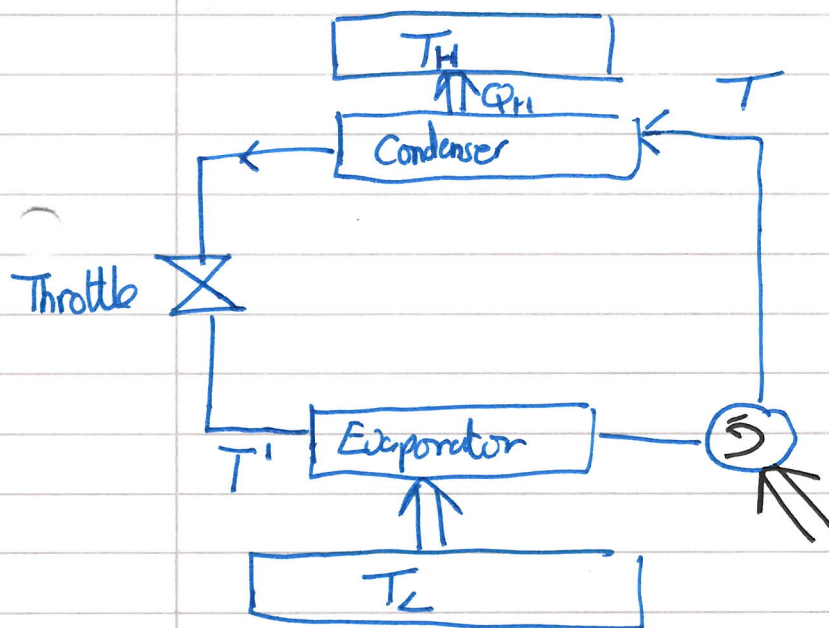 T_H
Q_H
T
Condenser
Throttle
Evaporator
T'
T_L